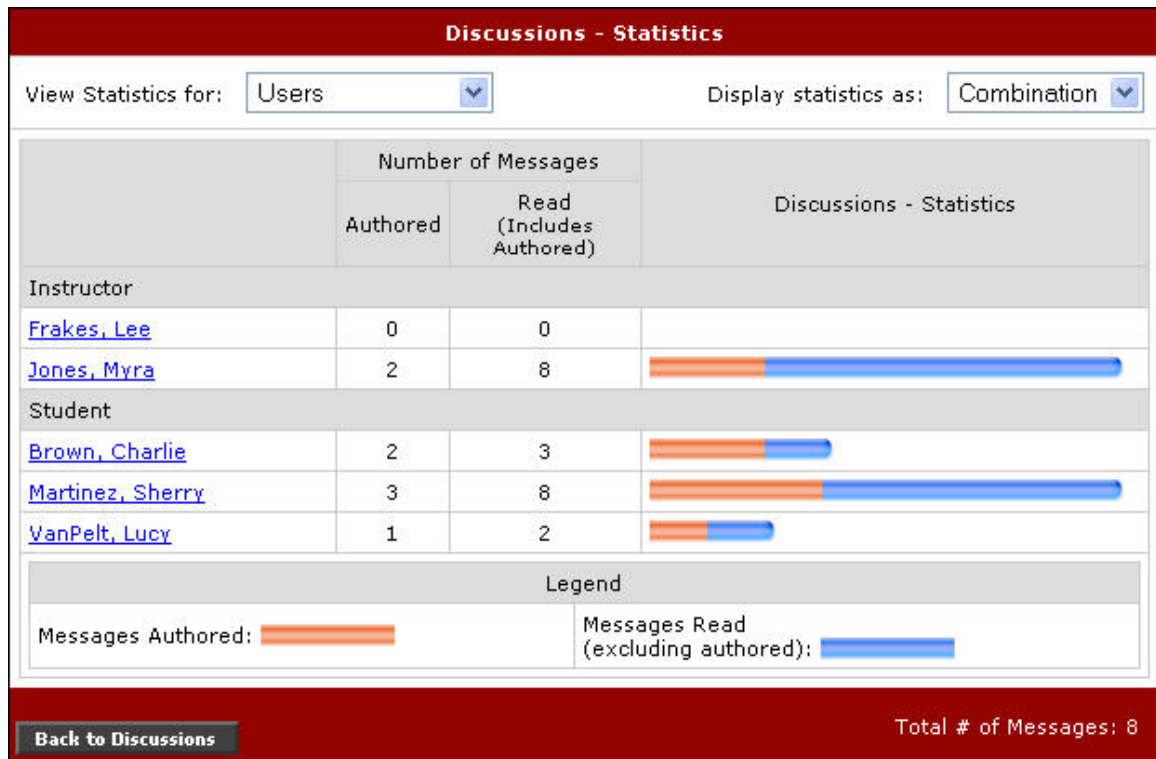 Discussions - Statistics
View Statistics for: Users Display statistics as: Combination
Number of Messages
Authored Read (Includes Authored) Discussions - Statistics
Instructor
Frakes, Lee 0 0
Jones, Myra 2 8
Student
Brown, Charlie 2 3
Martinez, Sherry 3 8
VanPelt, Lucy 1 2
Legend
Messages Authored: Messages Read
(excluding authored):
Back to Discussions Total # of Messages: 8